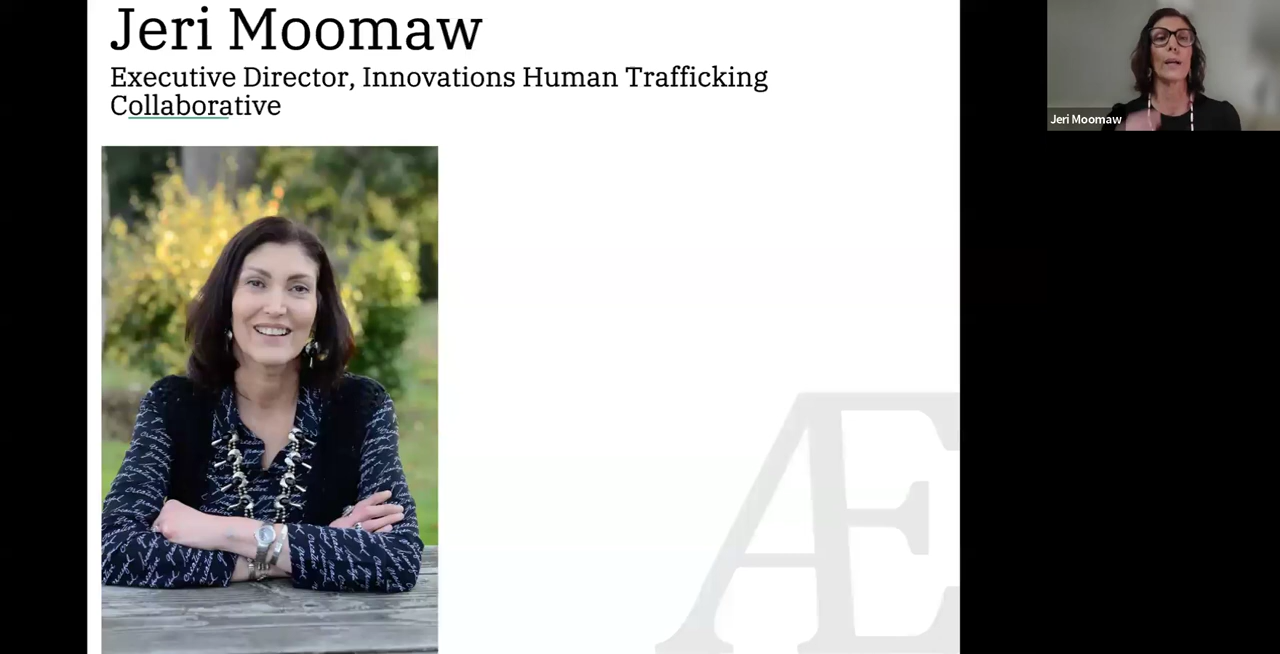 Jeri Moomaw
Executive Director, Innovations Human Trafficking
Collaborative
Jeri Moomaw
Æ